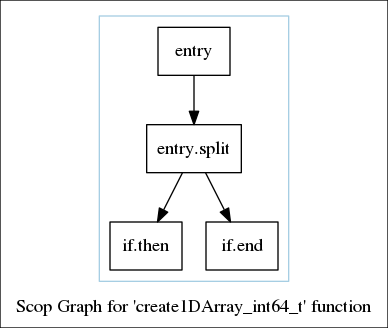 entry
entry.split
if.then if.end
Scop Graph for 'create1DArray_int64_t' function